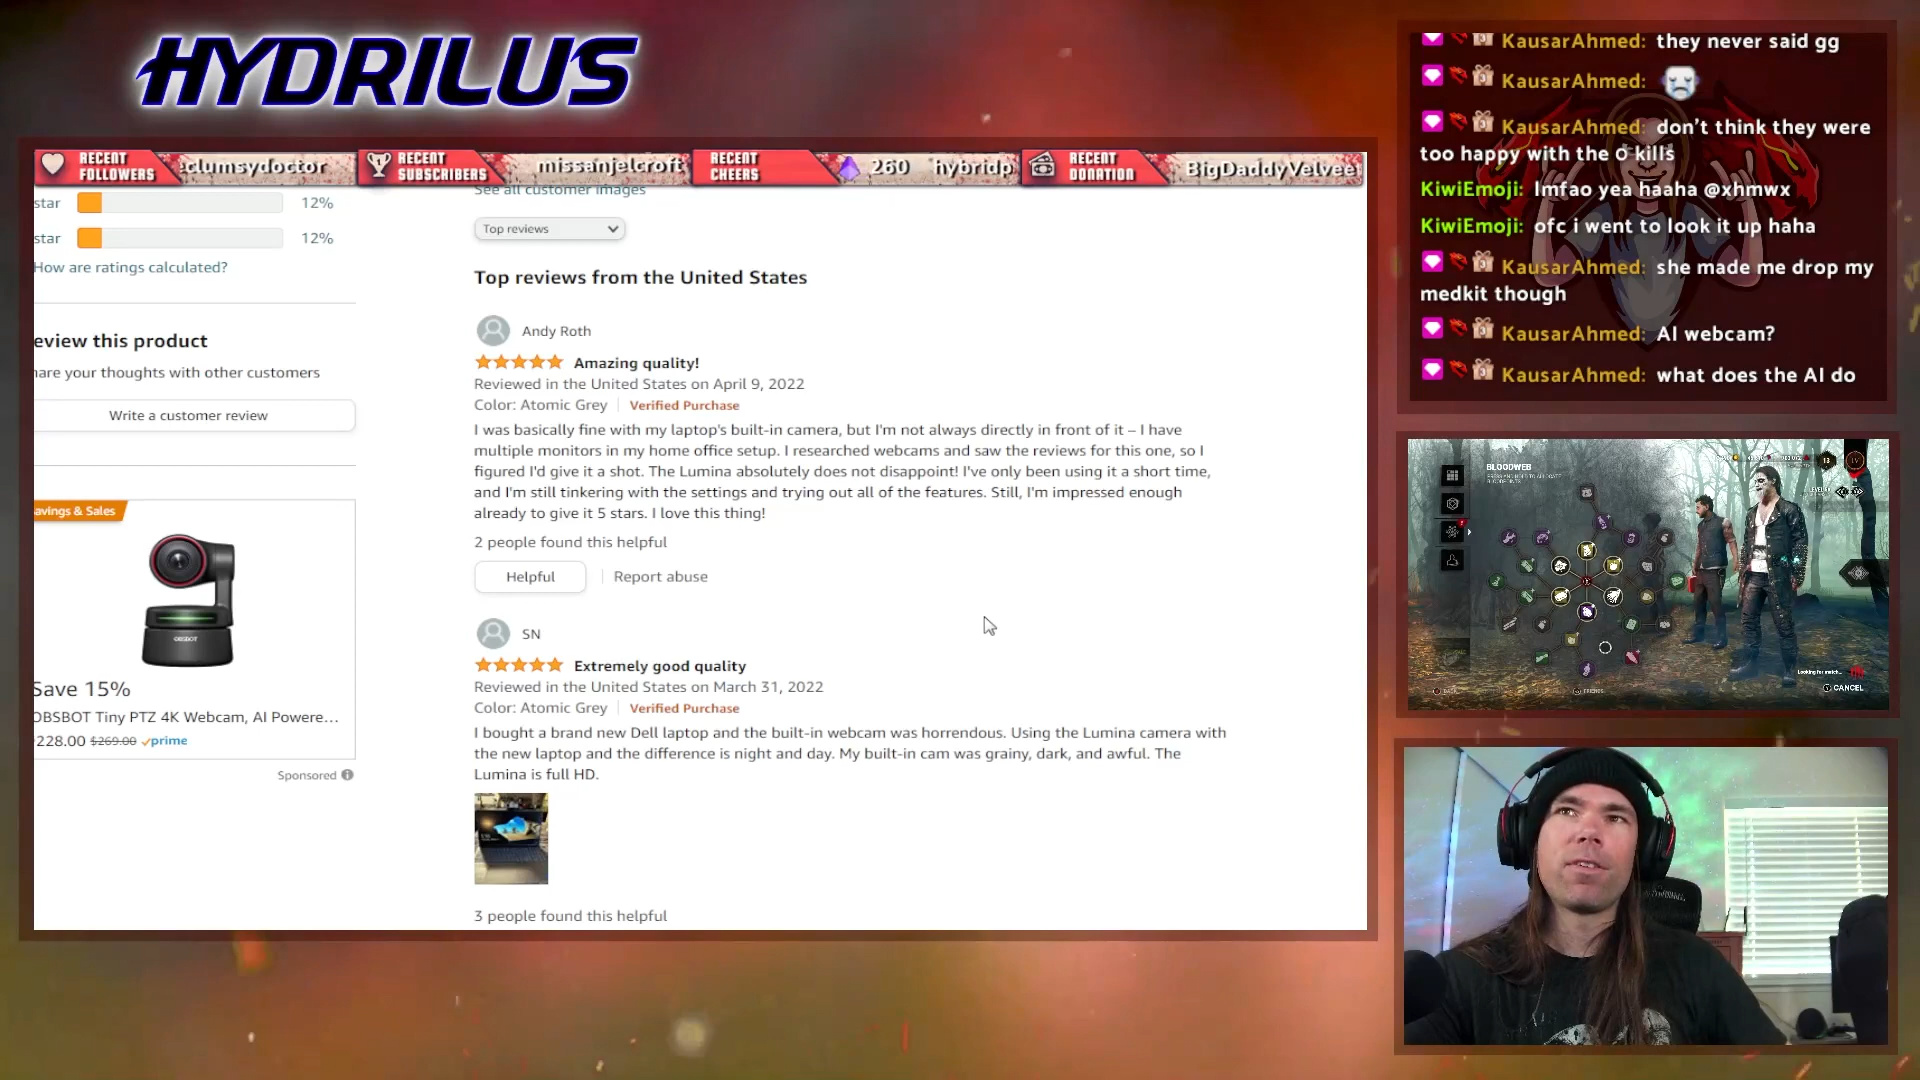 HYDRILUS
RECENT FOLLOWERS
clumsydoctor
RECENT SUBSCRIBERS
missanjelcroft
RECENT CHEERS
260 hybridp
RECENT DONATION
BigDaddyVelvee
star 12%
star 12%
How are ratings calculated?
eview this product
hare your thoughts with other customers
Write a customer review
avings & Sales
OBSBOT
Save 15%
OBSBOT Tiny PTZ 4K Webcam, AI Powere...
228.00 $269.00 prime
Sponsored
See all customer images
Top reviews
Top reviews from the United States
Andy Roth
Amazing quality!
Reviewed in the United States on April 9, 2022
Color: Atomic Grey | Verified Purchase
I was basically fine with my laptop's built-in camera, but I'm not always directly in front of it – I have
multiple monitors in my home office setup. I researched webcams and saw the reviews for this one, so I
figured I'd give it a shot. The Lumina absolutely does not disappoint! I've only been using it a short time,
and I'm still tinkering with the settings and trying out all of the features. Still, I'm impressed enough
already to give it 5 stars. I love this thing!
2 people found this helpful
Helpful | Report abuse
SN
Extremely good quality
Reviewed in the United States on March 31, 2022
Color: Atomic Grey | Verified Purchase
I bought a brand new Dell laptop and the built-in webcam was horrendous. Using the Lumina camera with
the new laptop and the difference is night and day. My built-in cam was grainy, dark, and awful. The
Lumina is full HD.
3 people found this helpful
KausarAhmed: they never said gg
KausarAhmed:
KausarAhmed: don't think they were
too happy with the 0 kills
KiwiEmoji: lmfao yea haaha @xhmwx
KiwiEmoji: ofc i went to look it up haha
KausarAhmed: she made me drop my
medkit though
KausarAhmed: AI webcam?
KausarAhmed: what does the AI do
BLOODWEB
Looking for match...
CANCEL